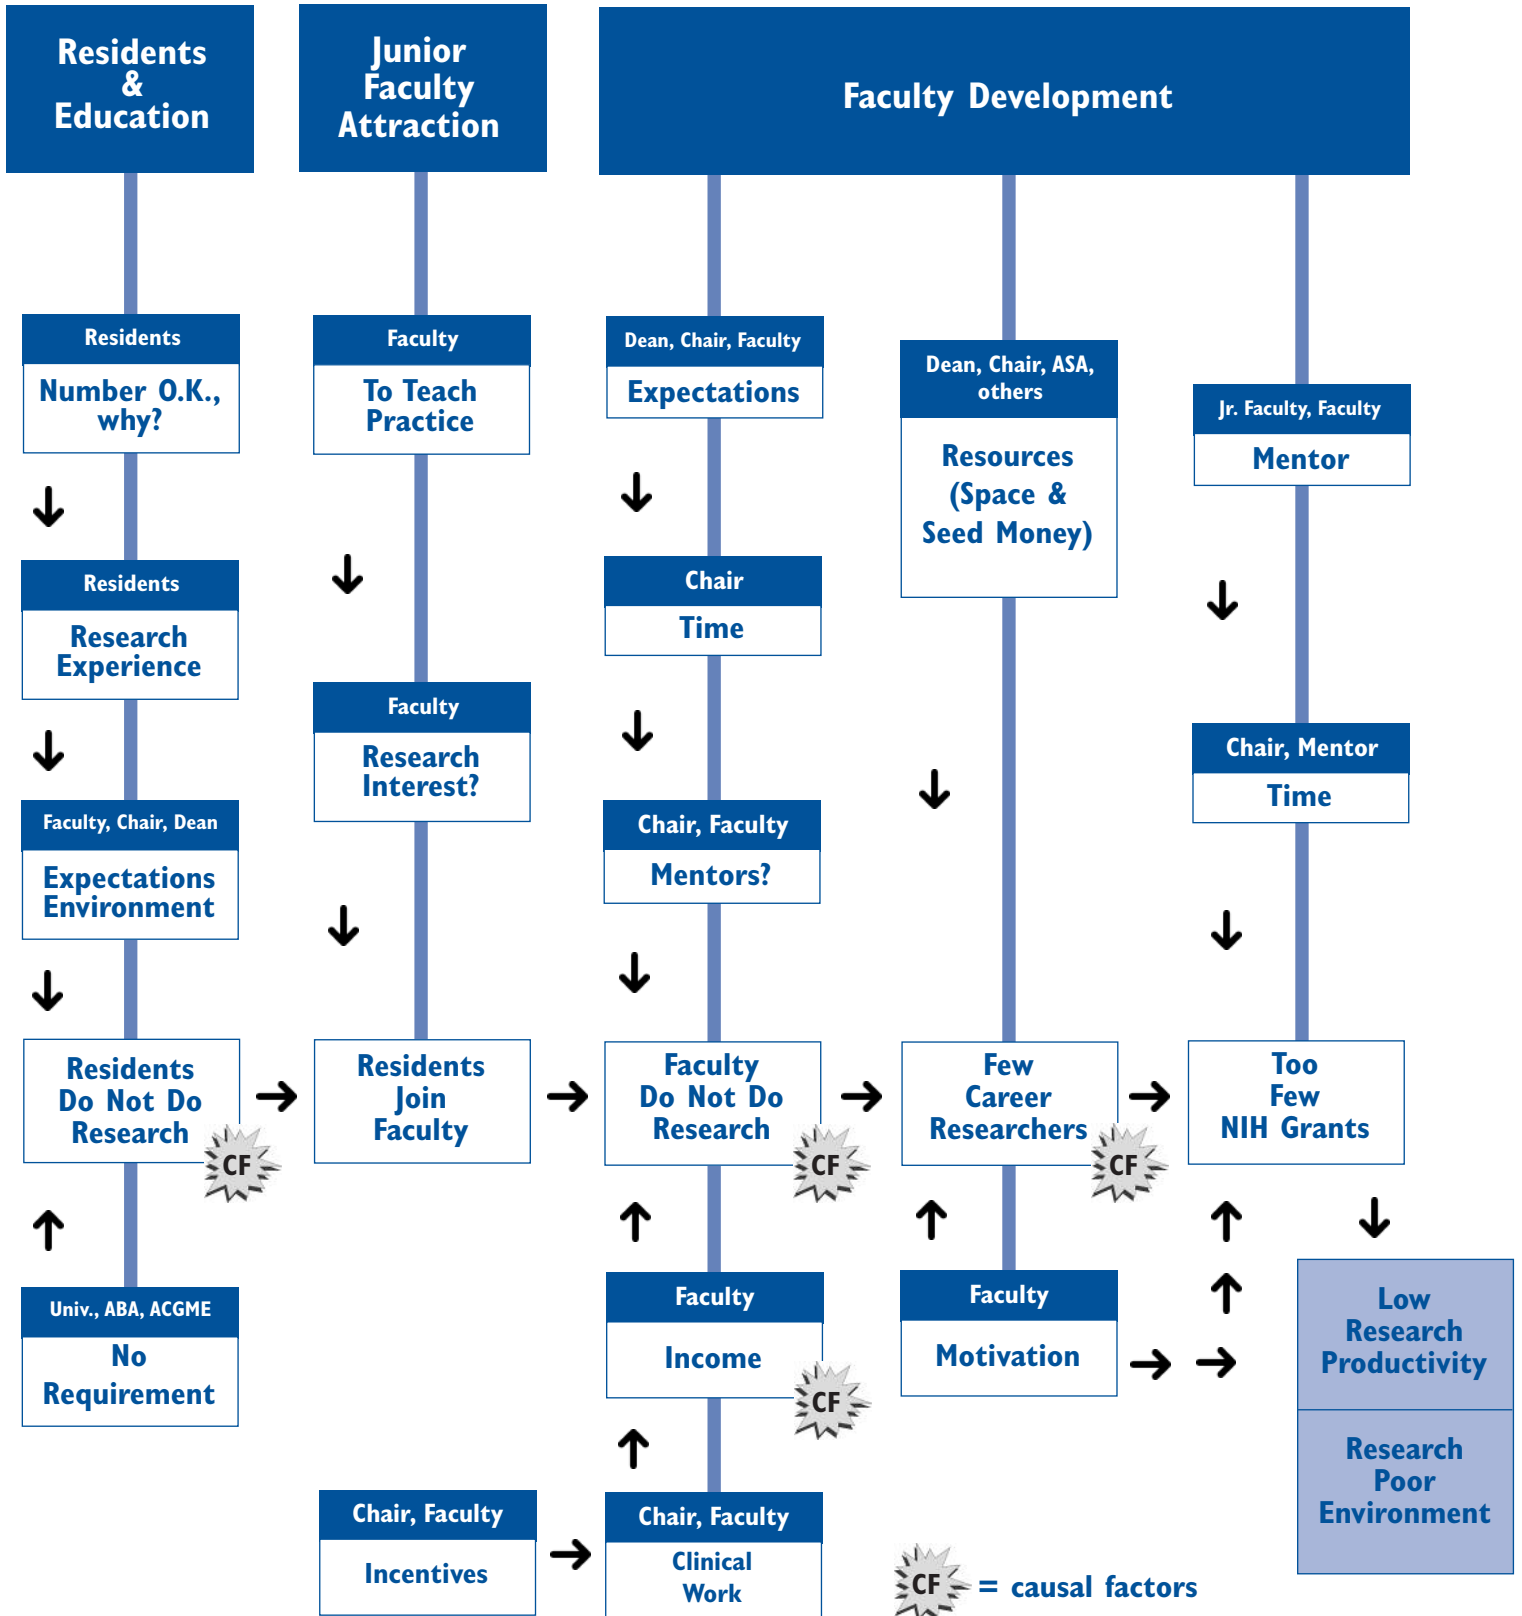 Residents
&
Education
Junior
Faculty
Attraction
Faculty Development
Residents
Number O.K.,
why?
Residents
Research
Experience
Faculty, Chair, Dean
Expectations
Environment
Residents
Do Not Do
Research
CF
Univ., ABA, ACGME
No
Requirement
Faculty
To Teach
Practice
Faculty
Research
Interest?
Residents
Join
Faculty
Chair, Faculty
Incentives
Dean, Chair, Faculty
Expectations
Chair
Time
Chair, Faculty
Mentors?
Faculty
Do Not Do
Research
CF
Faculty
Income
CF
Chair, Faculty
Clinical
Work
Dean, Chair, ASA,
others
Resources
(Space &
Seed Money)
Few
Career
Researchers
CF
Faculty
Motivation
Jr. Faculty, Faculty
Mentor
Chair, Mentor
Time
Too
Few
NIH Grants
Low
Research
Productivity
Research
Poor
Environment
CF = causal factors